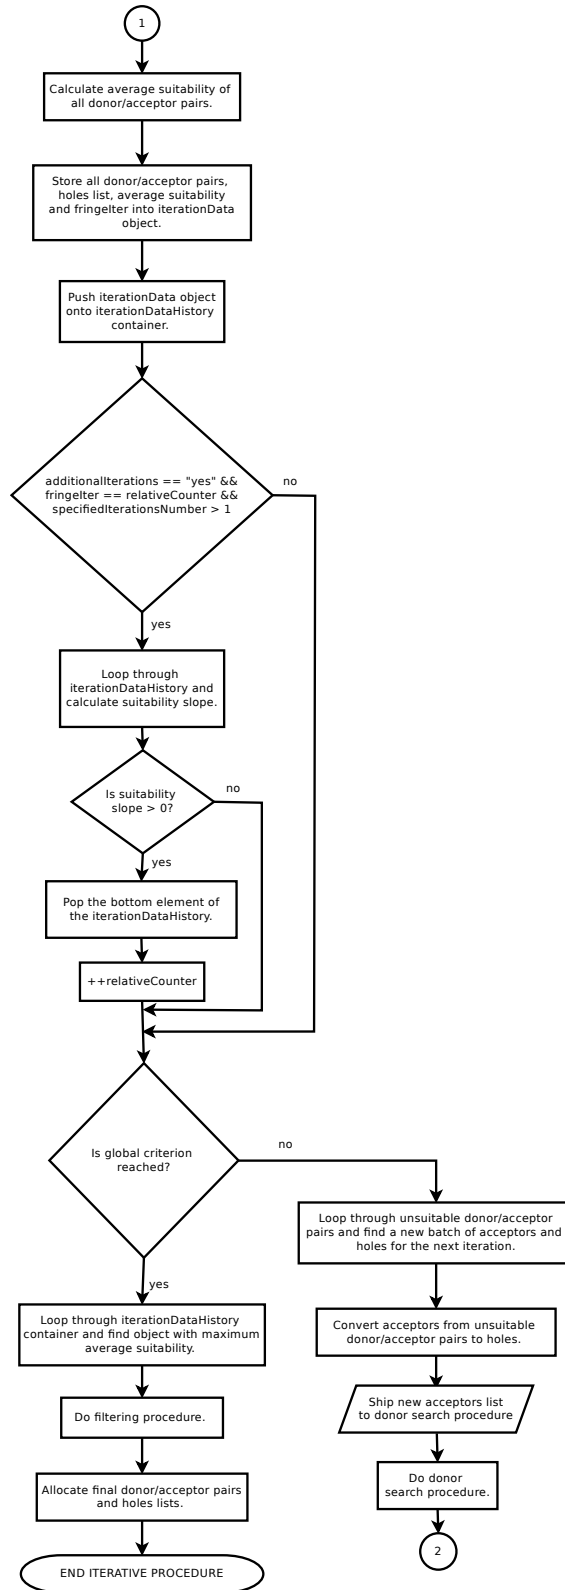 1
Calculate average suitability of
all donor/acceptor pairs.
Store all donor/acceptor pairs,
holes list, average suitability
and fringeIter into iterationData
object.
Push iterationData object
onto iterationDataHistory
container.
additionalIterations == "yes" &&
fringeIter == relativeCounter &&
specifiedIterationsNumber > 1
no
yes
Loop through
iterationDataHistory and
calculate suitability slope.
Is suitability
slope > 0?
no
yes
Pop the bottom element of
the iterationDataHistory.
++relativeCounter
Is global criterion
reached?
no
yes
Loop through iterationDataHistory
container and find object with maximum
average suitability.
Do filtering procedure.
Allocate final donor/acceptor pairs
and holes lists.
END ITERATIVE PROCEDURE
Loop through unsuitable donor/acceptor
pairs and find a new batch of acceptors and
holes for the next iteration.
Convert acceptors from unsuitable
donor/acceptor pairs to holes.
Ship new acceptors list
to donor search procedure
Do donor
search procedure.
2